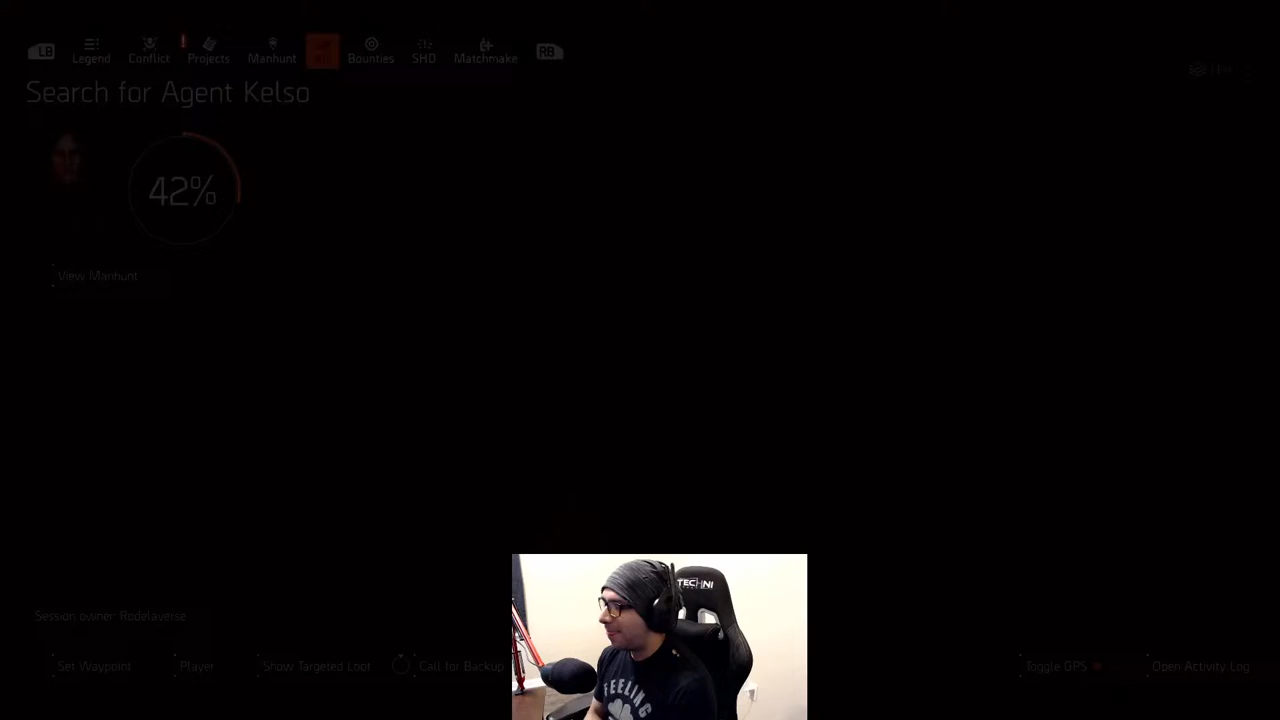 LB Legend Conflict Projects Manhunt Bounties SHD Matchmake RB
Search for Agent Kelso
42%
View Manhunt
TECHNI
Session owner: Rodelaverse
Set Waypoint Player Show Targeted Loot Call for Backup Toggle GPS Open Activity Log
FEELING